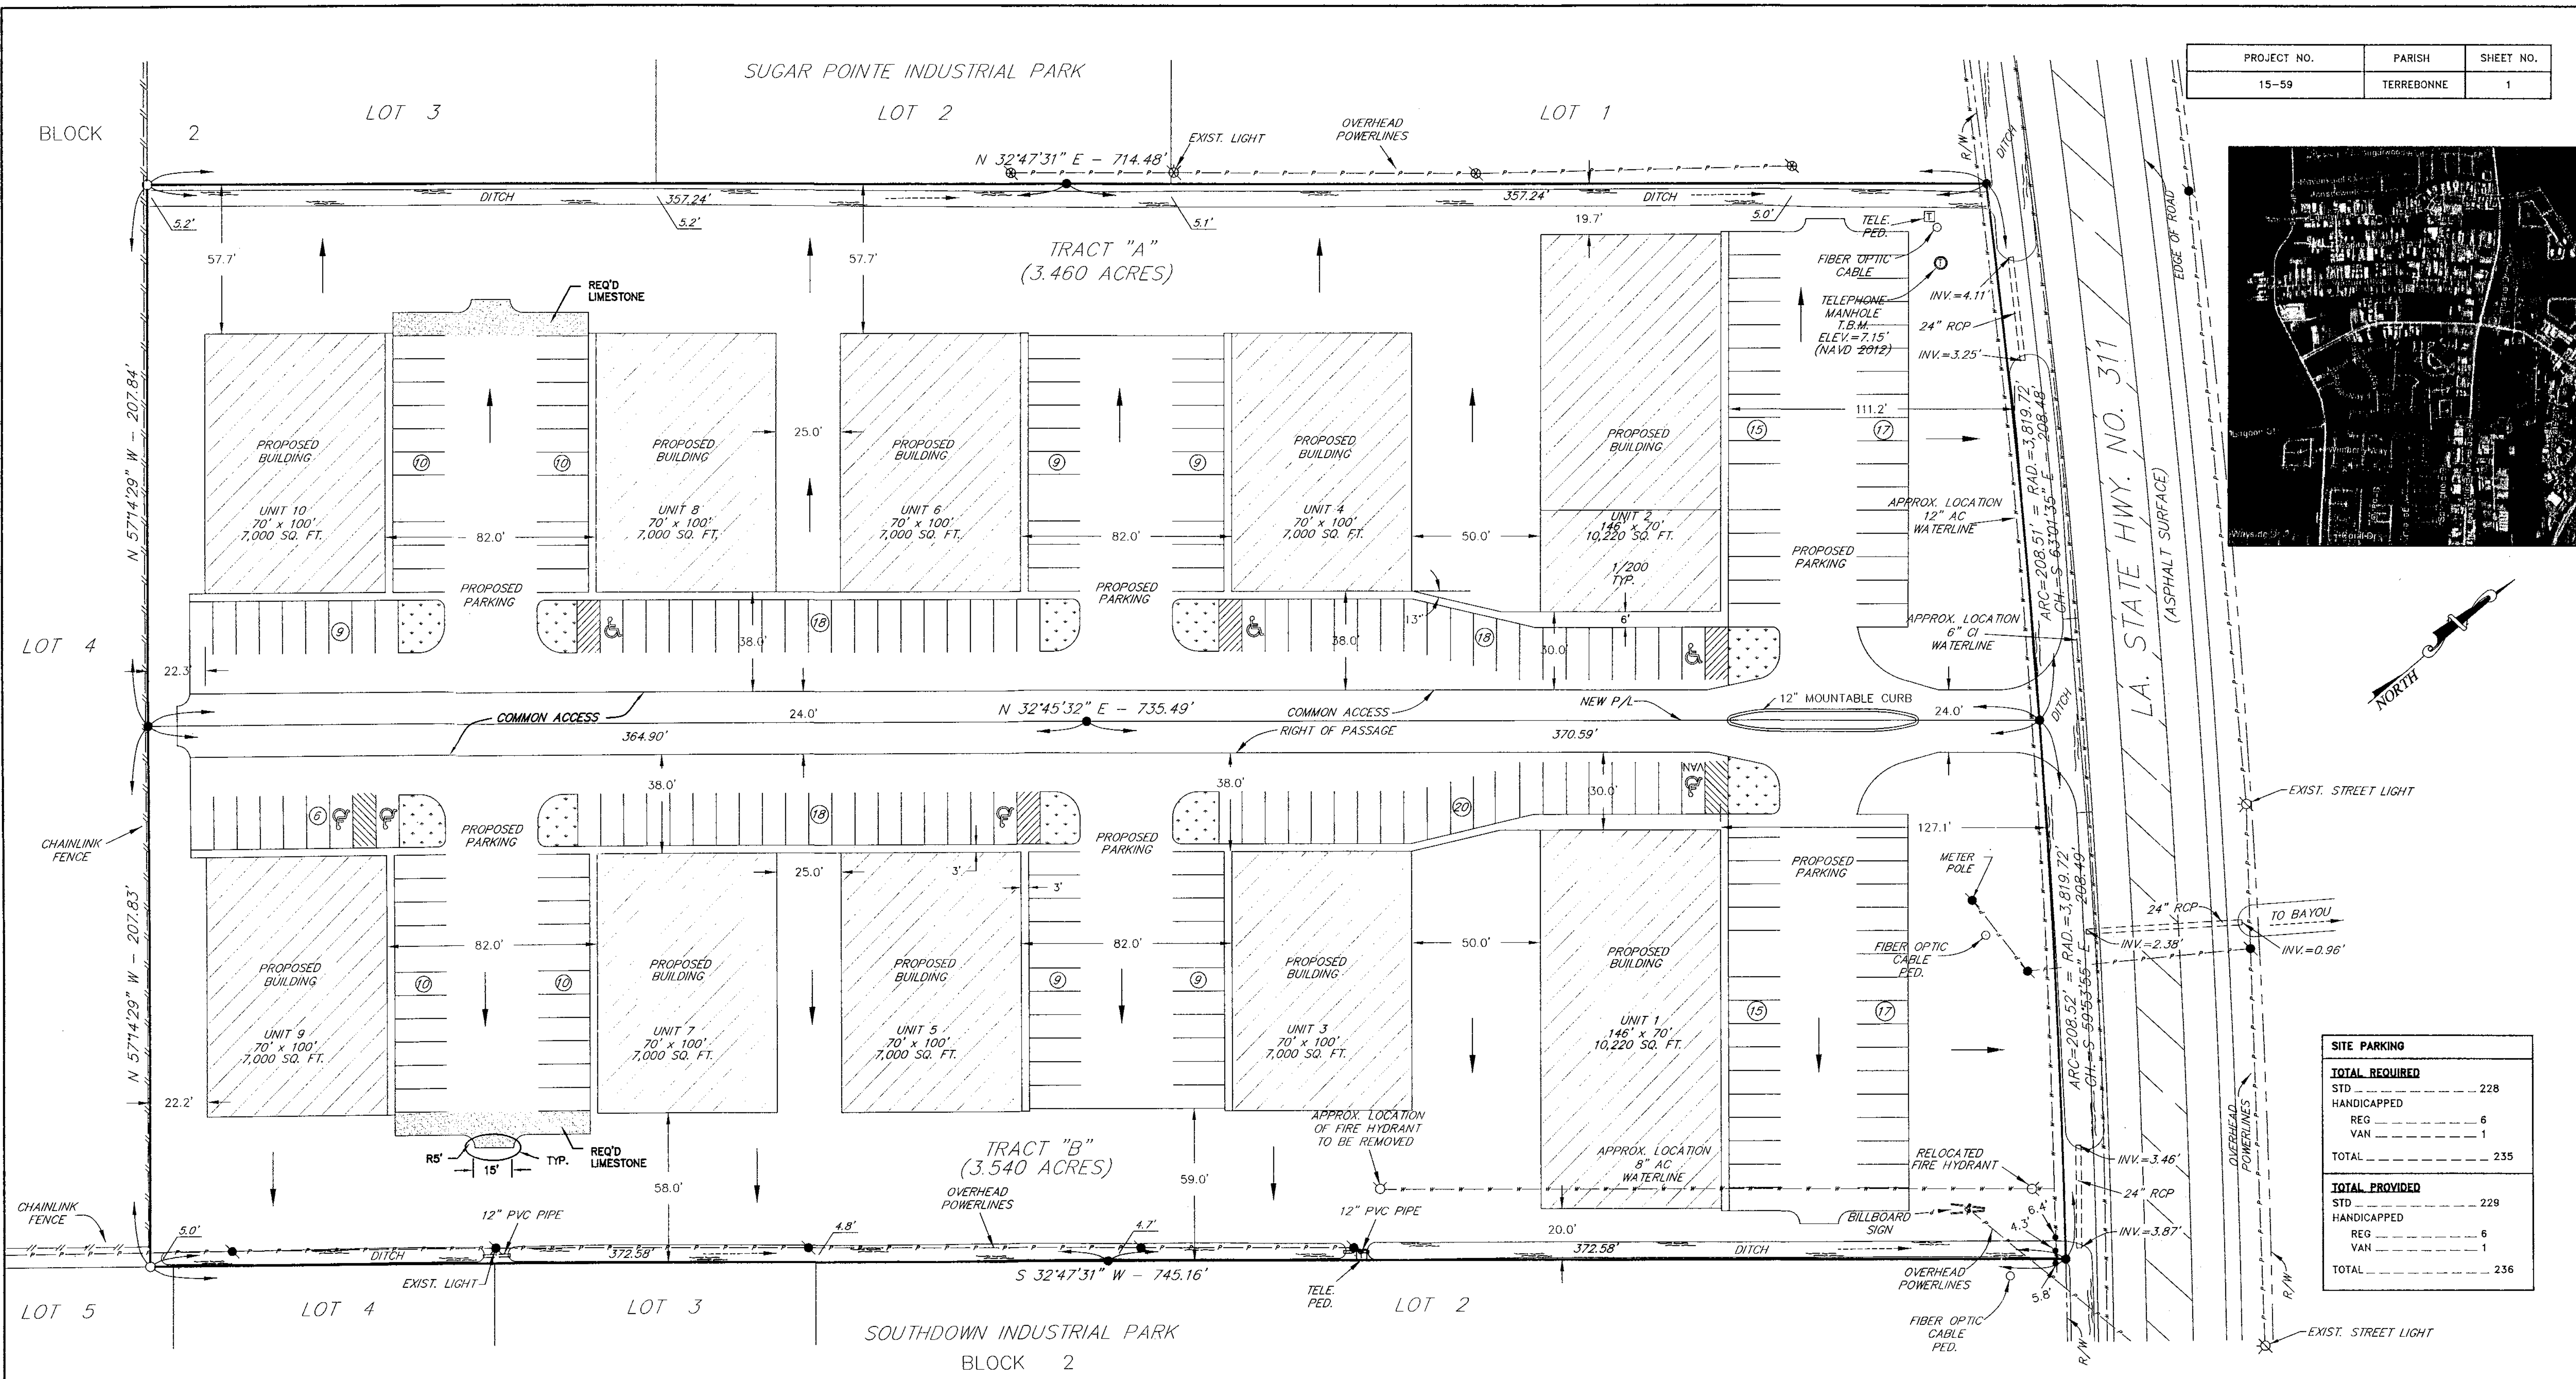 PROJECT NO. PARISH SHEET NO.
15-59 TERREBONNE 1
SUGAR POINTE INDUSTRIAL PARK
BLOCK 2
LOT 3
LOT 2
LOT 1
EXIST. LIGHT
OVERHEAD
POWERLINES
R/W
DITCH
N 32°47'31" E - 714.48'
DITCH
357.24'
357.24'
DITCH
5.2'
5.2'
5.1'
5.0'
19.7'
57.7'
57.7'
TRACT "A"
(3.460 ACRES)
TELE.
PED.
T
FIBER OPTIC
CABLE
T
TELEPHONE
MANHOLE
T.B.M.
ELEV.=7.15'
(NAVD 2012)
INV.=4.11'
24" RCP
INV.=3.25'
EDGE OF ROAD
REQ'D
LIMESTONE
N 57°14'29" W - 207.84'
PROPOSED
BUILDING
UNIT 10
70' x 100'
7,000 SQ. FT.
10
10
82.0'
PROPOSED
BUILDING
UNIT 8
70' x 100'
7,000 SQ. FT.
25.0'
PROPOSED
BUILDING
UNIT 6
70' x 100'
7,000 SQ. FT.
9
9
82.0'
PROPOSED
BUILDING
UNIT 4
70' x 100'
7,000 SQ. FT.
50.0'
PROPOSED
BUILDING
UNIT 2
146' x 70'
10,220 SQ. FT.
1/200
TYP.
15
17
111.2'
PROPOSED
PARKING
PROPOSED
PARKING
PROPOSED
PARKING
APPROX. LOCATION
12" AC
WATERLINE
APPROX. LOCATION
6" CI
WATERLINE
ARC=208.51' = RAD.=3,819.72'
CH.=S 63°01'35" E - 208.48'
LA. STATE HWY. NO. 311
(ASPHALT SURFACE)
NORTH
LOT 4
22.3'
9
18
38.0'
38.0'
13'
18
6'
30.0'
COMMON ACCESS
24.0'
N 32°45'32" E - 735.49'
COMMON ACCESS
RIGHT OF PASSAGE
NEW P/L
12" MOUNTABLE CURB
24.0'
DITCH
364.90'
370.59'
38.0'
38.0'
30.0'
VAN
6
18
20
EXIST. STREET LIGHT
CHAINLINK
FENCE
PROPOSED
PARKING
PROPOSED
PARKING
PROPOSED
PARKING
127.1'
METER
POLE
25.0'
3'
3'
N 57°14'29" W - 207.83'
PROPOSED
BUILDING
UNIT 9
70' x 100'
7,000 SQ. FT.
82.0'
10
10
PROPOSED
BUILDING
UNIT 7
70' x 100'
7,000 SQ. FT.
PROPOSED
BUILDING
UNIT 5
70' x 100'
7,000 SQ. FT.
82.0'
9
9
PROPOSED
BUILDING
UNIT 3
70' x 100'
7,000 SQ. FT.
50.0'
PROPOSED
BUILDING
UNIT 1
146' x 70'
10,220 SQ. FT.
15
17
FIBER OPTIC
CABLE
PED.
24" RCP
TO BAYOU
INV.=2.38'
INV.=0.96'
ARC=208.52' = RAD.=3,819.72'
CH.=S 59°53'55" E - 208.49'
22.2'
R5'
15'
TYP.
REQ'D
LIMESTONE
58.0'
TRACT "B"
(3.540 ACRES)
59.0'
APPROX. LOCATION
OF FIRE HYDRANT
TO BE REMOVED
APPROX. LOCATION
8" AC
WATERLINE
RELOCATED
FIRE HYDRANT
INV.=3.46'
24" RCP
INV.=3.87'
OVERHEAD
POWERLINES
R/W
CHAINLINK
FENCE
5.0'
12" PVC PIPE
OVERHEAD
POWERLINES
4.8'
4.7'
12" PVC PIPE
BILLBOARD
SIGN
4.3'
6.4'
20.0'
DITCH
372.58'
372.58'
DITCH
EXIST. LIGHT
S 32°47'31" W - 745.16'
TELE.
PED.
OVERHEAD
POWERLINES
5.8'
FIBER OPTIC
CABLE
PED.
R/W
EXIST. STREET LIGHT
LOT 5
LOT 4
LOT 3
LOT 2
SOUTHDOWN INDUSTRIAL PARK
BLOCK 2
SITE PARKING
TOTAL REQUIRED
STD 228
HANDICAPPED
REG 6
VAN 1
TOTAL 235
TOTAL PROVIDED
STD 229
HANDICAPPED
REG 6
VAN 1
TOTAL 236